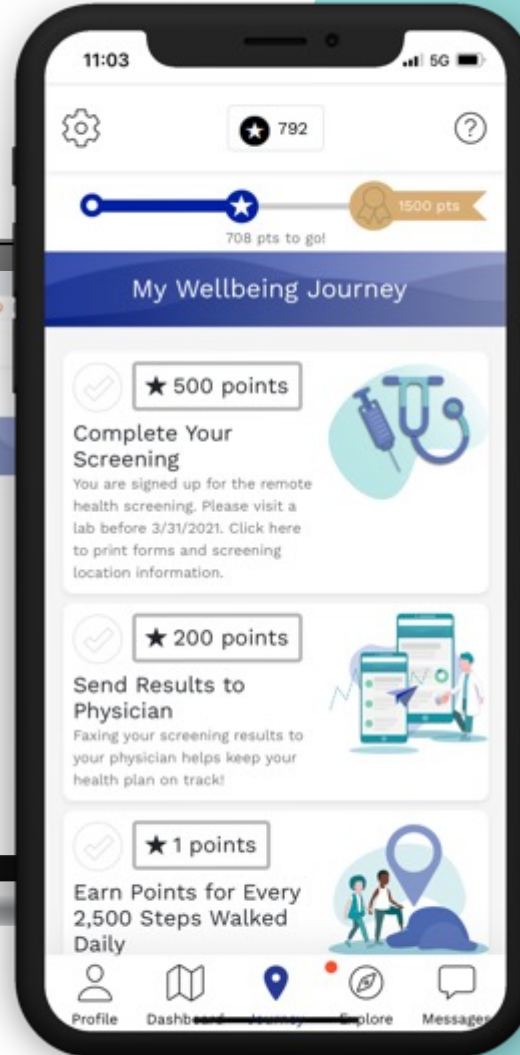 11:03
5G
792
1500 pts
708 pts to go!
My Wellbeing Journey
500 points
Complete Your
Screening
You are signed up for the remote
health screening. Please visit a
lab before 3/31/2021. Click here
to print forms and screening
location information.
200 points
Send Results to
Physician
Faxing your screening results to
your physician helps keep your
health plan on track!
1 points
Earn Points for Every
2,500 Steps Walked
Daily
Profile
Dashboard
Journey
Explore
Messages